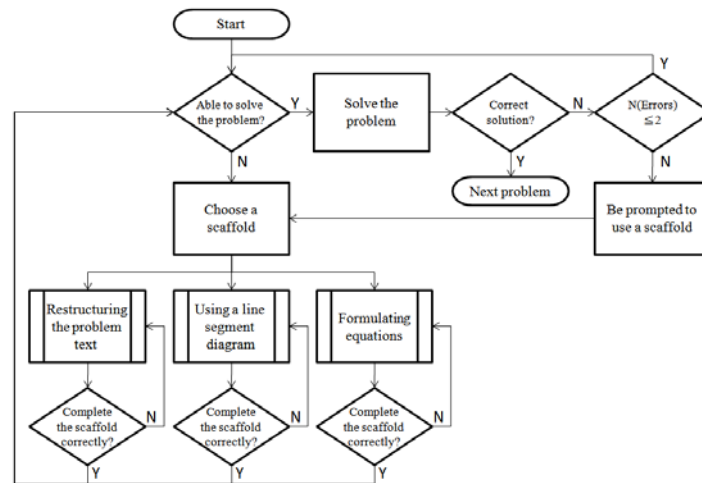 Start
Y
Able to solve
the problem?
Y
Solve the
problem
Correct
solution?
N
N(Errors)
≦2
N
Y
N
Next problem
Choose a
scaffold
Be prompted to
use a scaffold
Restructuring
the problem
text
Using a line
segment
diagram
Formulating
equations
Complete
the scaffold
correctly?
N
Complete
the scaffold
correctly?
N
Complete
the scaffold
correctly?
N
Y
Y
Y